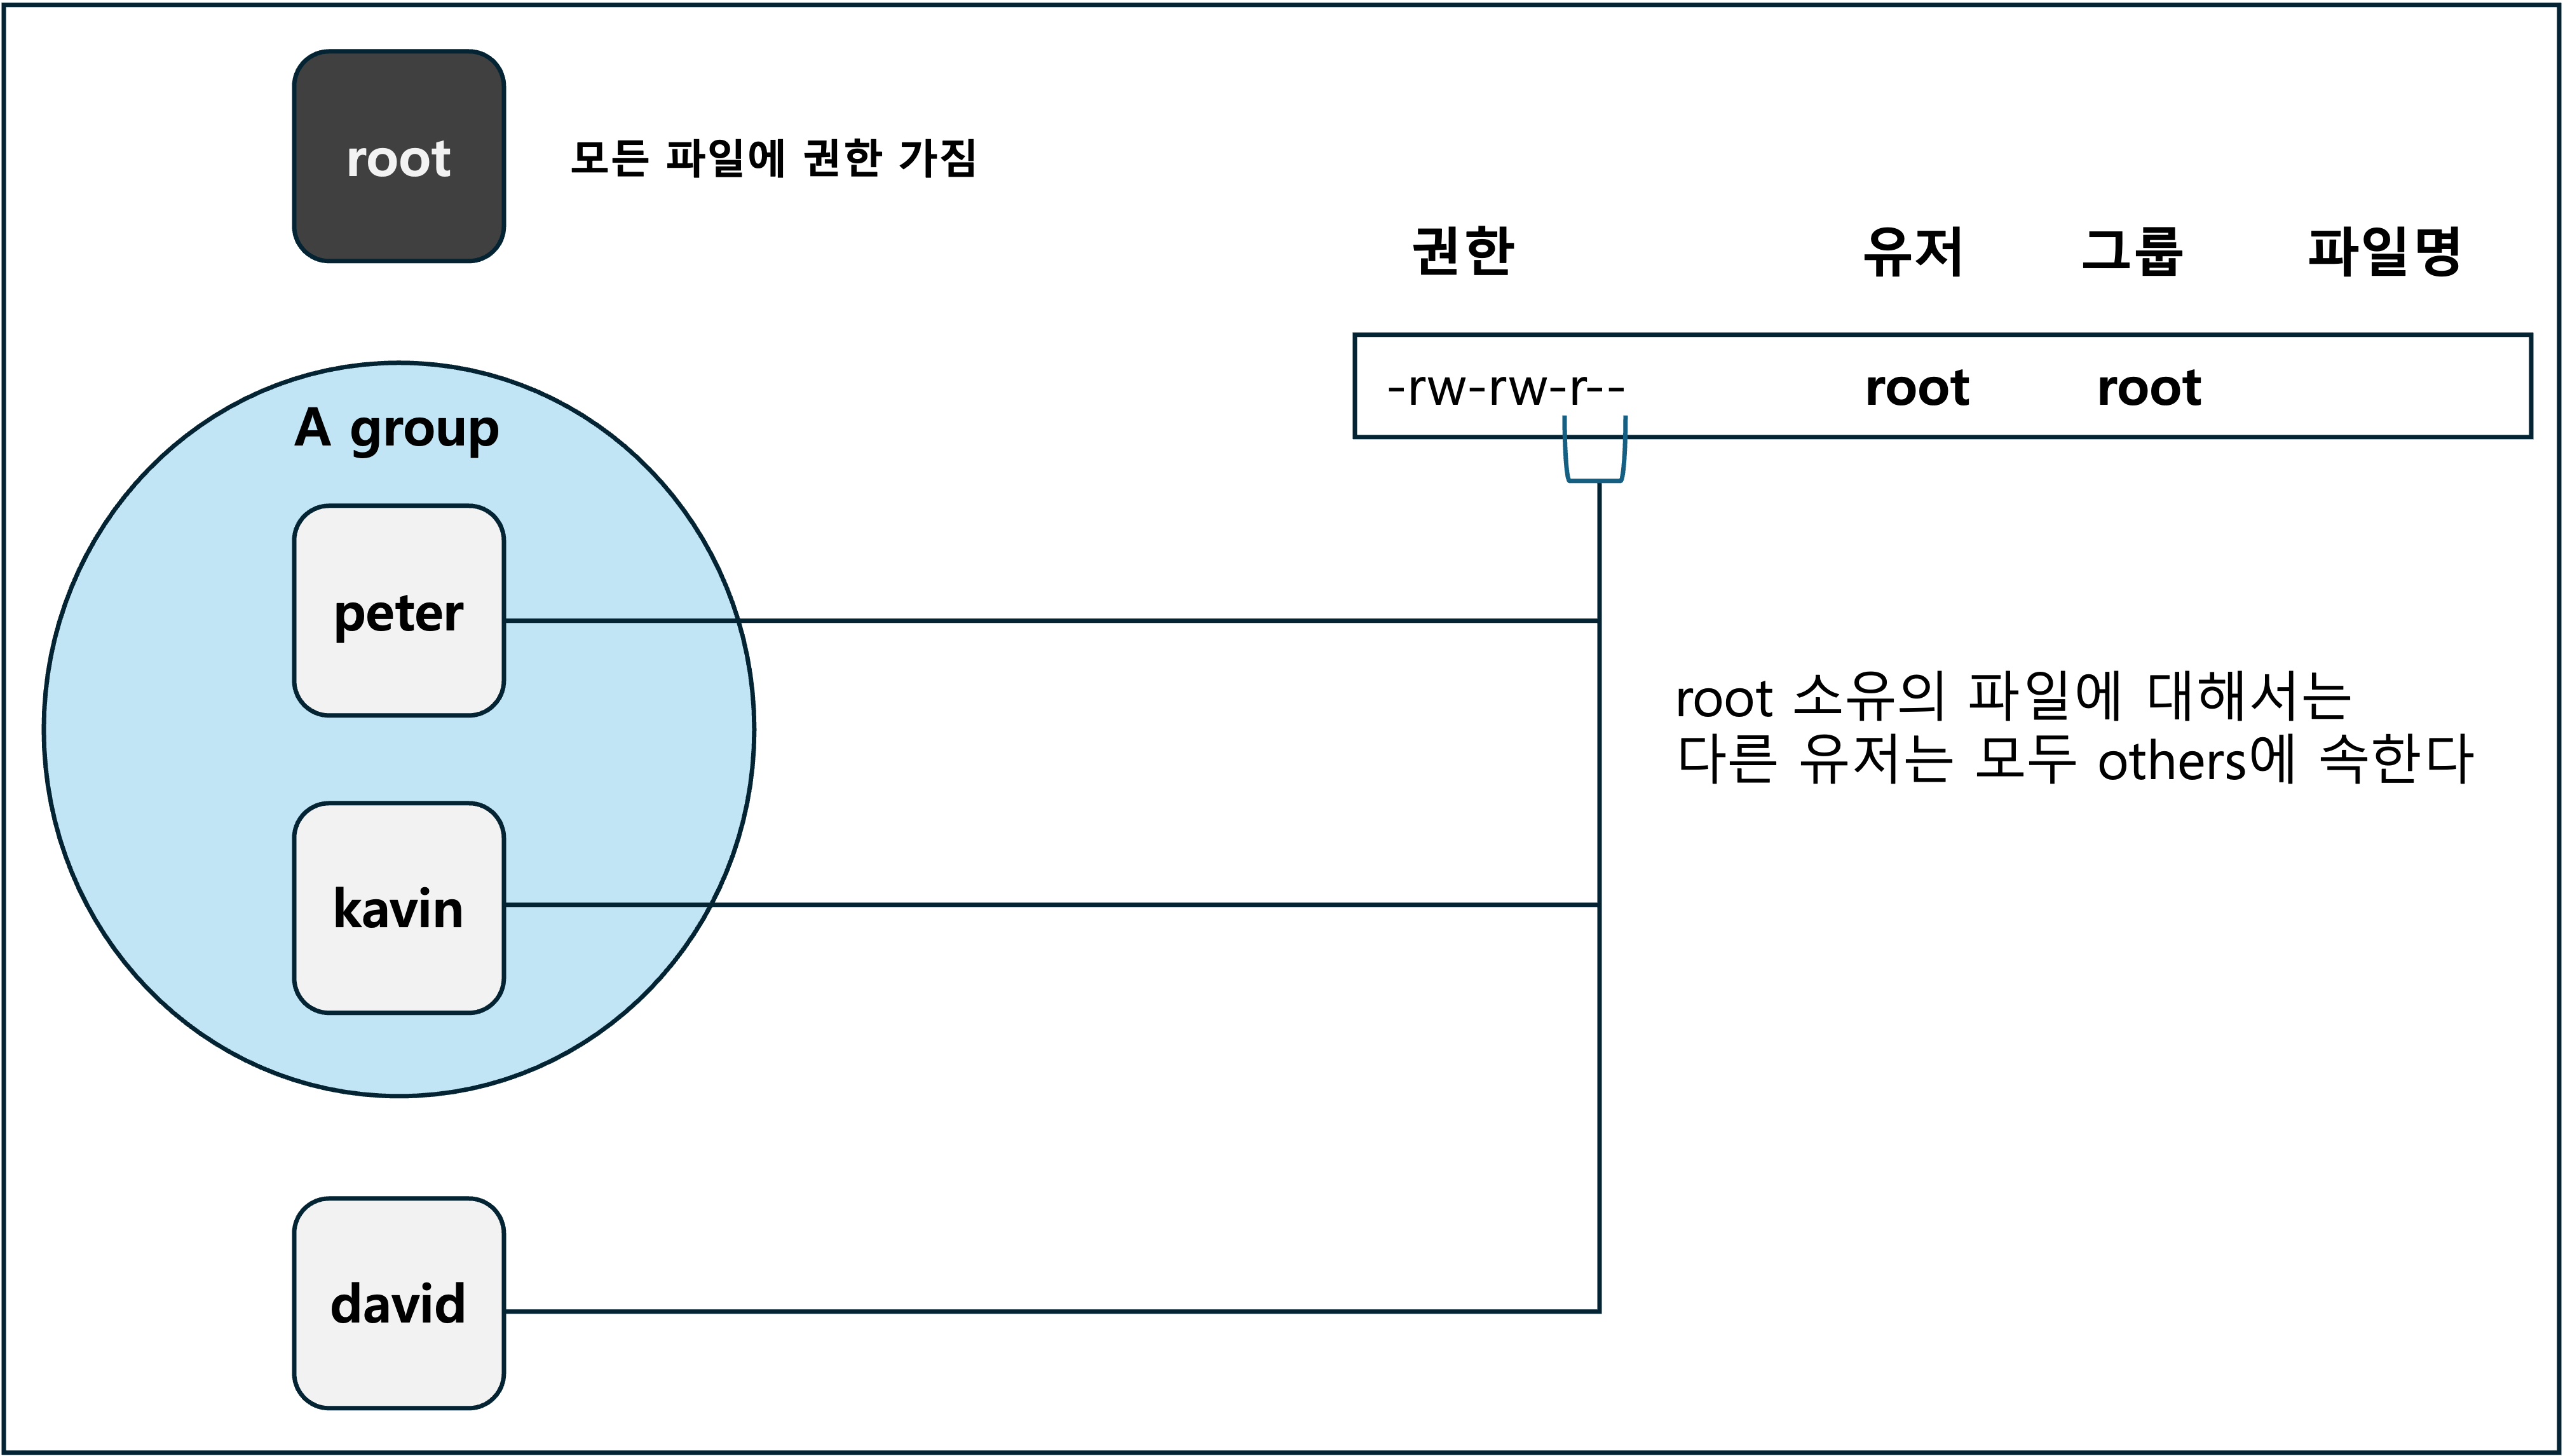 root
모든 파일에 권한 가짐
권한 유저 그룹 파일명
-rw-rw-r-- root root
A group
peter
kavin
root 소유의 파일에 대해서는
다른 유저는 모두 others에 속한다
david